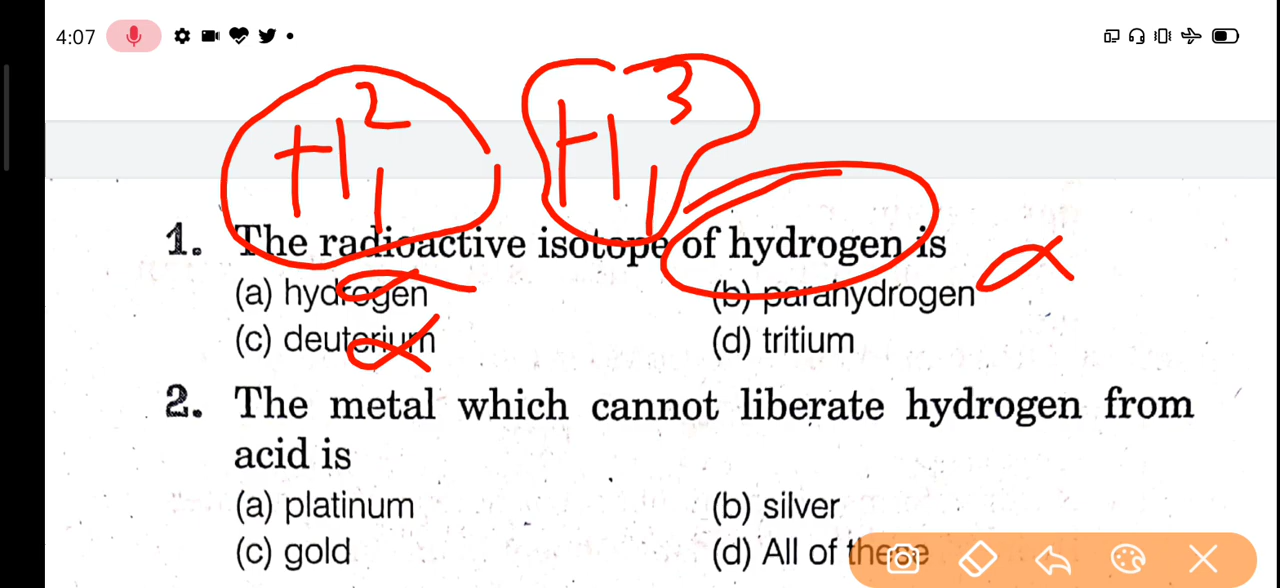 4:07
H 2 1
H 3 1
1. The radioactive isotope of hydrogen is
(a) hydrogen (b) parahydrogen
(c) deuterium (d) tritium
2. The metal which cannot liberate hydrogen from
acid is
(a) platinum (b) silver
(c) gold (d) All of these